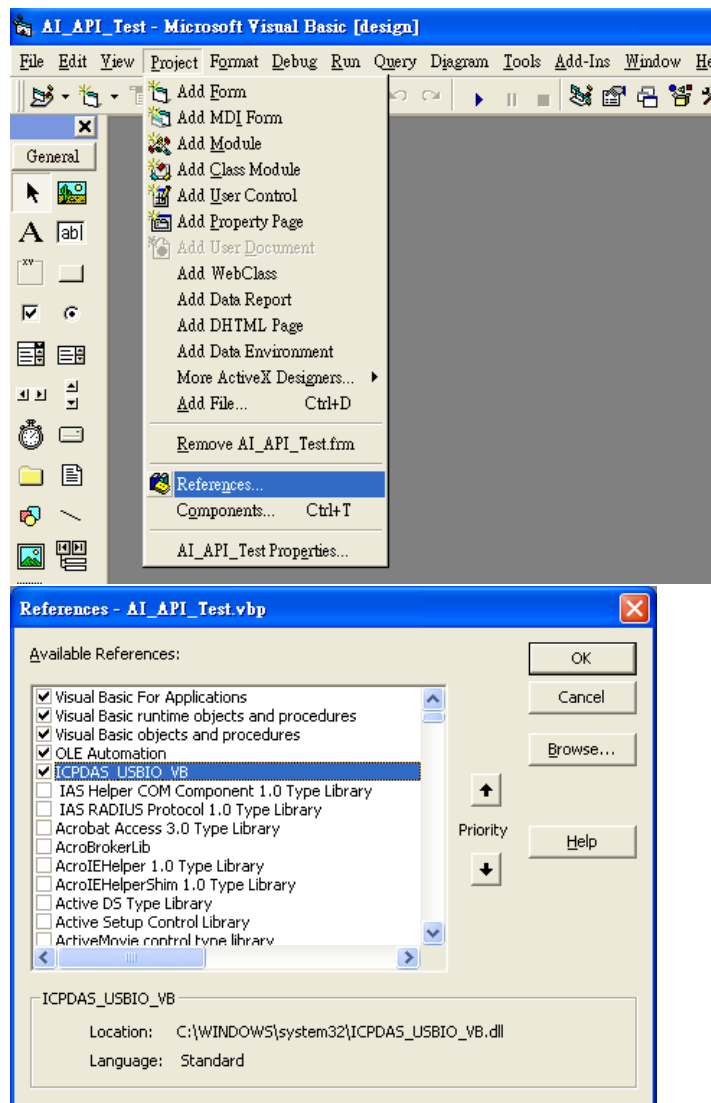 AI_API_Test - Microsoft Visual Basic [design]
File Edit View Project Format Debug Run Query Diagram Tools Add-Ins Window
General
Add Form
Add MDI Form
Add Module
Add Class Module
Add User Control
Add Property Page
Add User Document
Add WebClass
Add Data Report
Add DHTML Page
Add Data Environment
More ActiveX Designers...
Add File... Ctrl+D
Remove AI_API_Test.frm
References...
Components... Ctrl+T
AI_API_Test Properties...
A
ab
xv
References - AI_API_Test.vbp
Available References:
Visual Basic For Applications
Visual Basic runtime objects and procedures
Visual Basic objects and procedures
OLE Automation
ICPDAS_USBIO_VB
IAS Helper COM Component 1.0 Type Library
IAS RADIUS Protocol 1.0 Type Library
Acrobat Access 3.0 Type Library
AcroBrokerLib
AcroIEHelper 1.0 Type Library
AcroIEHelperShim 1.0 Type Library
Active DS Type Library
Active Setup Control Library
ActiveMovie control type library
OK
Cancel
Browse...
Priority
Help
ICPDAS_USBIO_VB
Location: C:\WINDOWS\system32\ICPDAS_USBIO_VB.dll
Language: Standard